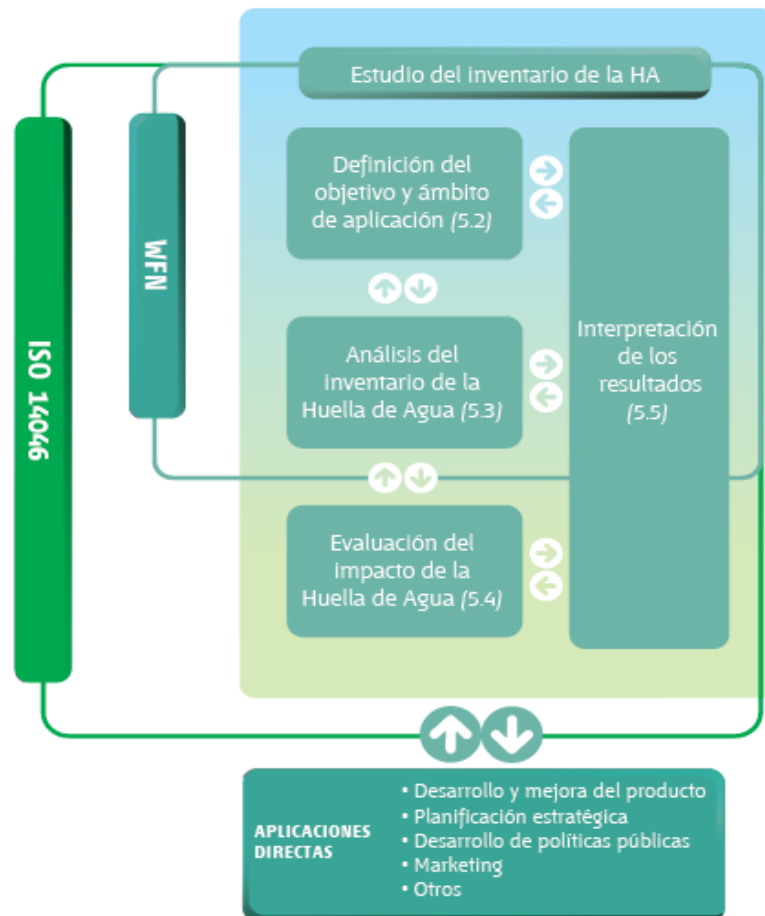 Estudio del inventario de la HA
ISO 14046
WFN
Definición del
objetivo y ámbito
de aplicación (5.2)
Análisis del
inventario de la
Huella de Agua (5.3)
Evaluación del
impacto de la
Huella de Agua (5.4)
Interpretación
de los
resultados
(5.5)
APLICACIONES
DIRECTAS
• Desarrollo y mejora del producto
• Planificación estratégica
• Desarrollo de políticas públicas
• Marketing
• Otros